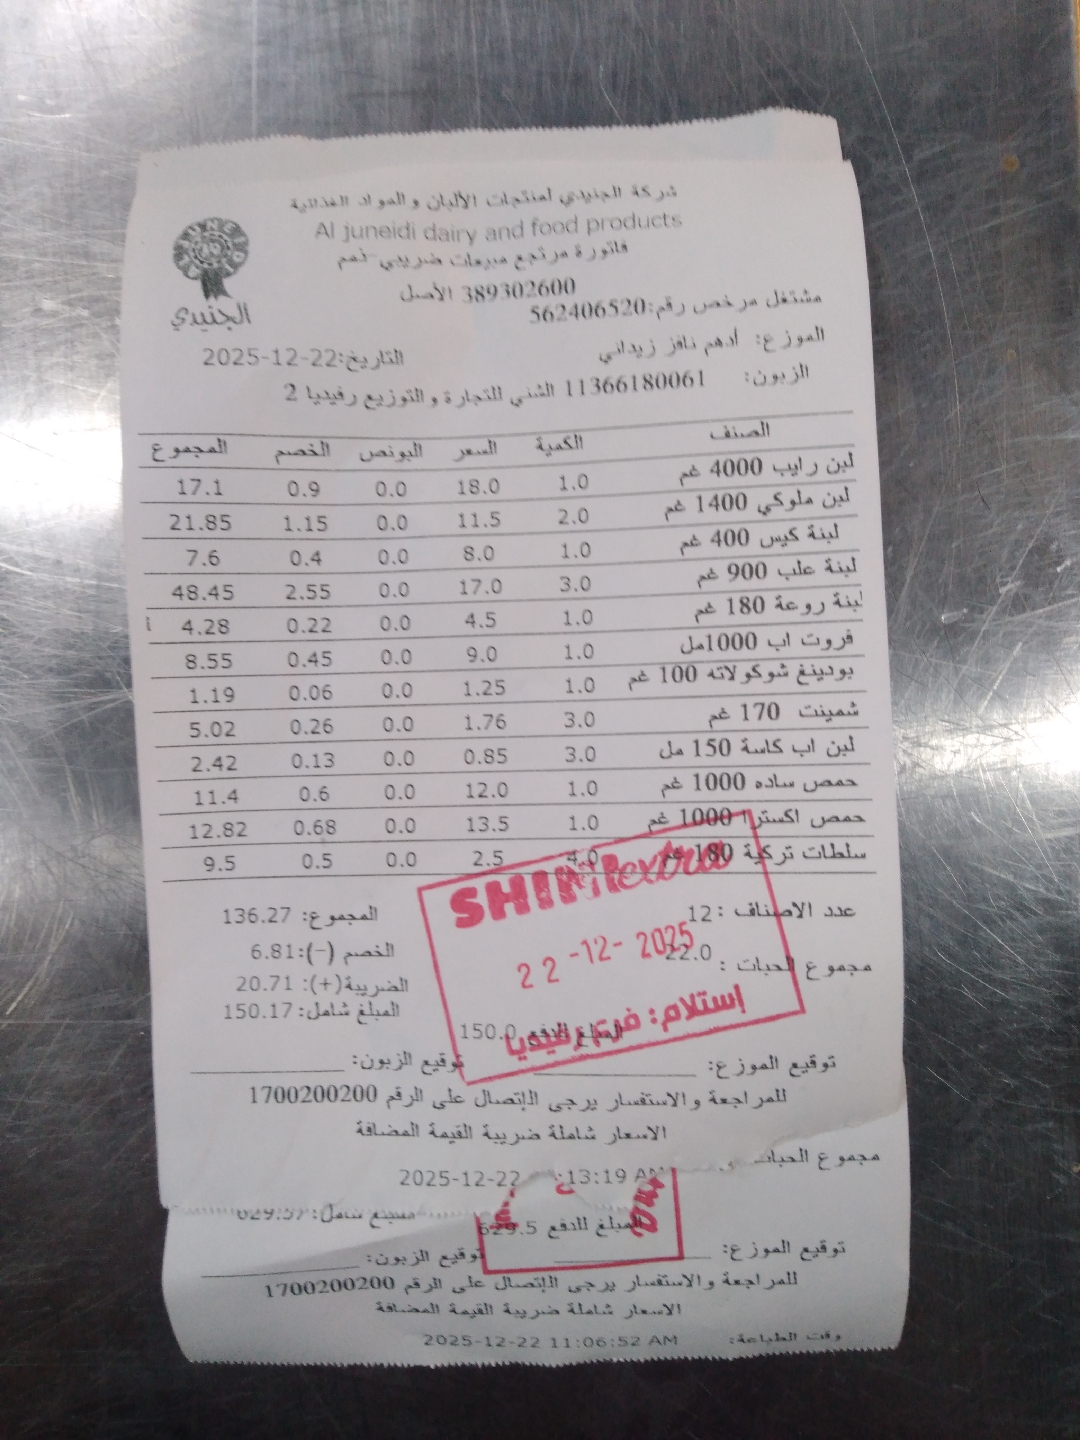 شركة الجنيدي لمنتجات الألبان والمواد الغذائية
Al juneidi dairy and food products
فاتورة مرتجع مبيعات ضريبي-ذمم
389302600 الأصل
الجنيدي
مشتغل مرخص رقم:562406520
الموزع: أدهم نافز زيداني
التاريخ:2025-12-22
الزبون: 11366180061 الشني للتجارة والتوزيع رفيديا 2
الصنف الكمية السعر البونص الخصم المجموع
لبن رايب 4000 غم 1.0 18.0 0.0 0.9 17.1
لبن ملوكي 1400 غم 2.0 11.5 0.0 1.15 21.85
لبنة كيس 400 غم 1.0 8.0 0.0 0.4 7.6
لبنة علب 900 غم 3.0 17.0 0.0 2.55 48.45
لبنة روعة 180 غم 1.0 4.5 0.0 0.22 4.28
فروت اب 1000مل 1.0 9.0 0.0 0.45 8.55
بودينغ شوكولاته 100 غم 1.0 1.25 0.0 0.06 1.19
شمينت 170 غم 3.0 1.76 0.0 0.26 5.02
لبن اب كاسة 150 مل 3.0 0.85 0.0 0.13 2.42
حمص ساده 1000 غم 1.0 12.0 0.0 0.6 11.4
حمص اكسترا 1000 غم 1.0 13.5 0.0 0.68 12.82
سلطات تركية 180 غم 4.0 2.5 0.0 0.5 9.5
SHINI extra
22 -12- 2025
إستلام: فرع رفيديا
عدد الاصناف : 12
المجموع: 136.27
مجموع الحبات : 22.0
الخصم (-):6.81
الضريبة(+): 20.71
المبلغ شامل: 150.17
المبلغ للدفع 150.0
توقيع الموزع: توقيع الزبون:
للمراجعة والاستفسار يرجى الإتصال على الرقم 1700200200
الاسعار شاملة ضريبة القيمة المضافة
2025-12-22 :13:19 AM
مجموع الحبات
شامل: 629.57
المبلغ للدفع 629.5
توقيع الموزع: توقيع الزبون:
للمراجعة والاستفسار يرجى الإتصال على الرقم 1700200200
الاسعار شاملة ضريبة القيمة المضافة
وقت الطباعة: 2025-12-22 11:06:52 AM